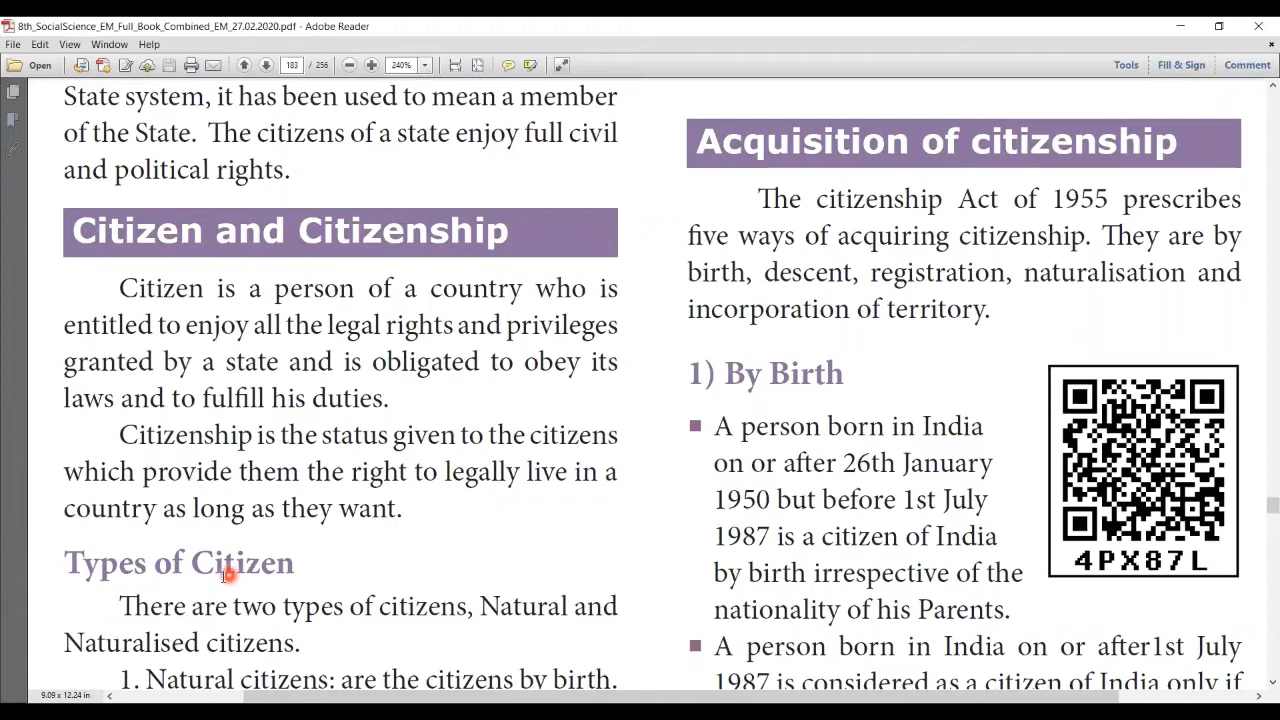 8th_SocialScience_EM_Full_Book_Combined_EM_27.02.2020.pdf - Adobe Reader
File Edit View Window Help
Open 183 / 256 240% Tools Fill & Sign Comment
State system, it has been used to mean a member
of the State. The citizens of a state enjoy full civil
and political rights.
Citizen and Citizenship
Citizen is a person of a country who is
entitled to enjoy all the legal rights and privileges
granted by a state and is obligated to obey its
laws and to fulfill his duties.
Citizenship is the status given to the citizens
which provide them the right to legally live in a
country as long as they want.
Types of Citizen
There are two types of citizens, Natural and
Naturalised citizens.
1. Natural citizens: are the citizens by birth.
Acquisition of citizenship
The citizenship Act of 1955 prescribes
five ways of acquiring citizenship. They are by
birth, descent, registration, naturalisation and
incorporation of territory.
1) By Birth
■ A person born in India
on or after 26th January
1950 but before 1st July
1987 is a citizen of India
by birth irrespective of the
nationality of his Parents.
4PX87L
■ A person born in India on or after1st July
1987 is considered as a citizen of India only if
9.09 x 12.24 in